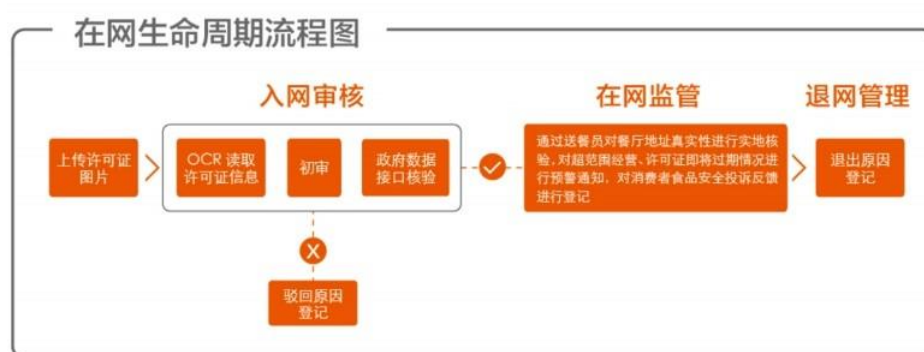 在网生命周期流程图
入网审核
在网监管
退网管理
上传许可证
图片
OCR 读取
许可证信息
初审
政府数据
接口核验
通过送餐员对餐厅地址真实性进行实地核
验，对超范围经营、许可证即将过期情况进
行预警通知，对消费者食品安全投诉反馈
进行登记
退出原因
登记
X
驳回原因
登记